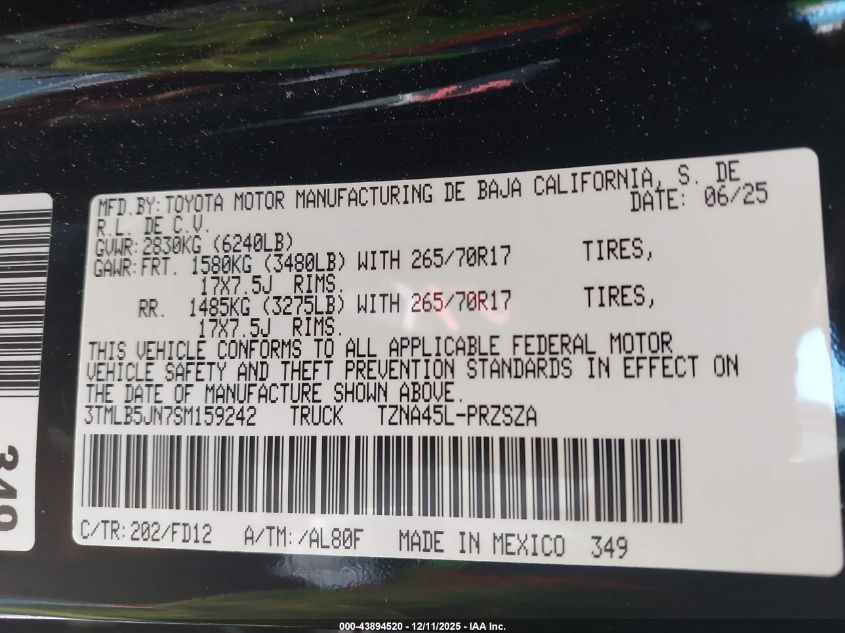 MFD.BY:TOYOTA MOTOR MANUFACTURING DE BAJA CALIFORNIA, S. DE
R.L. DE C.V. DATE: 06/25
GVWR:2830KG (6240LB)
GAWR:FRT. 1580KG (3480LB) WITH 265/70R17 TIRES,
17X7.5J RIMS.
RR. 1485KG (3275LB) WITH 265/70R17 TIRES,
17X7.5J RIMS.
THIS VEHICLE CONFORMS TO ALL APPLICABLE FEDERAL MOTOR
VEHICLE SAFETY AND THEFT PREVENTION STANDARDS IN EFFECT ON
THE DATE OF MANUFACTURE SHOWN ABOVE.
3TMLB5JN7SM159242 TRUCK TZNA45L-PRZSZA
C/TR:202/FD12 A/TM:/AL80F MADE IN MEXICO 349
349
000-43894520 - 12/11/2025 - IAA Inc.